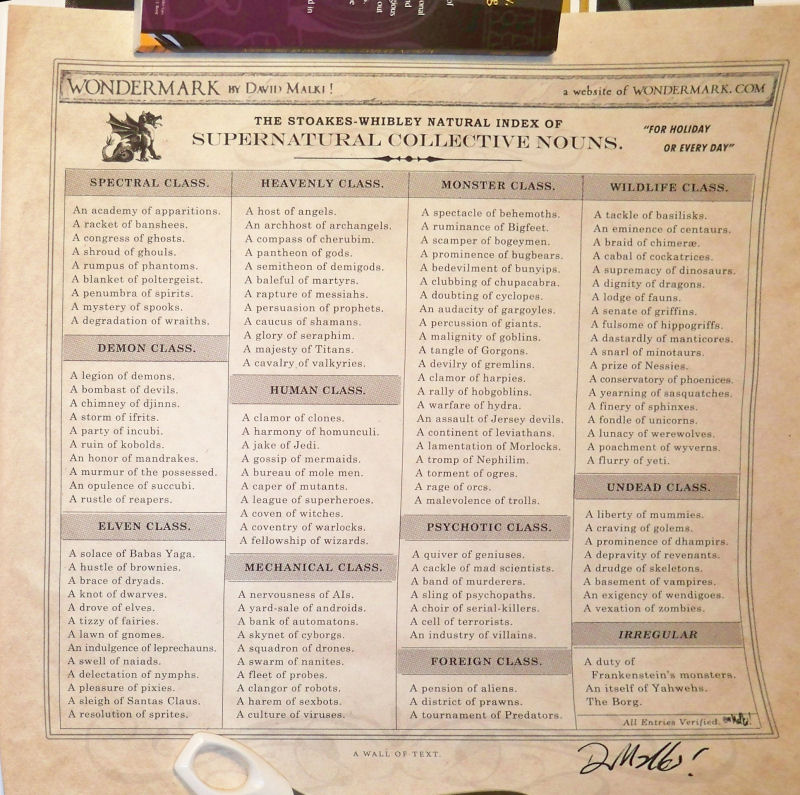 WONDERMARK BY DAVID MALKI !
a website of WONDERMARK.COM
THE STOAKES-WHIBLEY NATURAL INDEX OF
SUPERNATURAL COLLECTIVE NOUNS.
"FOR HOLIDAY
OR EVERY DAY"
SPECTRAL CLASS.
An academy of apparitions.
A racket of banshees.
A congress of ghosts.
A shroud of ghouls.
A rumpus of phantoms.
A blanket of poltergeist.
A penumbra of spirits.
A mystery of spooks.
A degradation of wraiths.
DEMON CLASS.
A legion of demons.
A bombast of devils.
A chimney of djinns.
A storm of ifrits.
A party of incubi.
A ruin of kobolds.
An honor of mandrakes.
A murmur of the possessed.
An opulence of succubi.
A rustle of reapers.
ELVEN CLASS.
A solace of Babas Yaga.
A hustle of brownies.
A brace of dryads.
A knot of dwarves.
A drove of elves.
A tizzy of fairies.
A lawn of gnomes.
An indulgence of leprechauns.
A swell of naiads.
A delectation of nymphs.
A pleasure of pixies.
A sleigh of Santas Claus.
A resolution of sprites.
HEAVENLY CLASS.
A host of angels.
An archhost of archangels.
A compass of cherubim.
A pantheon of gods.
A semitheon of demigods.
A baleful of martyrs.
A rapture of messiahs.
A persuasion of prophets.
A caucus of shamans.
A glory of seraphim.
A majesty of Titans.
A cavalry of valkyries.
HUMAN CLASS.
A clamor of clones.
A harmony of homunculi.
A jake of Jedi.
A gossip of mermaids.
A bureau of mole men.
A caper of mutants.
A league of superheroes.
A coven of witches.
A coventry of warlocks.
A fellowship of wizards.
MECHANICAL CLASS.
A nervousness of AIs.
A yard-sale of androids.
A bank of automatons.
A skynet of cyborgs.
A squadron of drones.
A swarm of nanites.
A fleet of probes.
A clangor of robots.
A harem of sexbots.
A culture of viruses.
MONSTER CLASS.
A spectacle of behemoths.
A ruminance of Bigfeet.
A scamper of bogeymen.
A prominence of bugbears.
A bedevilment of bunyips.
A clubbing of chupacabra.
A doubting of cyclopes.
An audacity of gargoyles.
A percussion of giants.
A malignity of goblins.
A tangle of Gorgons.
A devilry of gremlins.
A clamor of harpies.
A rally of hobgoblins.
A warfare of hydra.
An assault of Jersey devils.
A continent of leviathans.
A lamentation of Morlocks.
A tromp of Nephilim.
A torment of ogres.
A rage of orcs.
A malevolence of trolls.
PSYCHOTIC CLASS.
A quiver of geniuses.
A cackle of mad scientists.
A band of murderers.
A sling of psychopaths.
A choir of serial-killers.
A cell of terrorists.
An industry of villains.
FOREIGN CLASS.
A pension of aliens.
A district of prawns.
A tournament of Predators.
WILDLIFE CLASS.
A tackle of basilisks.
An eminence of centaurs.
A braid of chimeræ.
A cabal of cockatrices.
A supremacy of dinosaurs.
A dignity of dragons.
A lodge of fauns.
A senate of griffins.
A fulsome of hippogriffs.
A dastardly of manticores.
A snarl of minotaurs.
A prize of Nessies.
A conservatory of phoenices.
A yearning of sasquatches.
A finery of sphinxes.
A fondle of unicorns.
A lunacy of werewolves.
A poachment of wyverns.
A flurry of yeti.
UNDEAD CLASS.
A liberty of mummies.
A craving of golems.
A prominence of dhampirs.
A depravity of revenants.
A drudge of skeletons.
A basement of vampires.
An exigency of wendigoes.
A vexation of zombies.
IRREGULAR
A duty of
Frankenstein's monsters.
An itself of Yahwehs.
The Borg.
All Entries Verified.
A WALL OF TEXT.